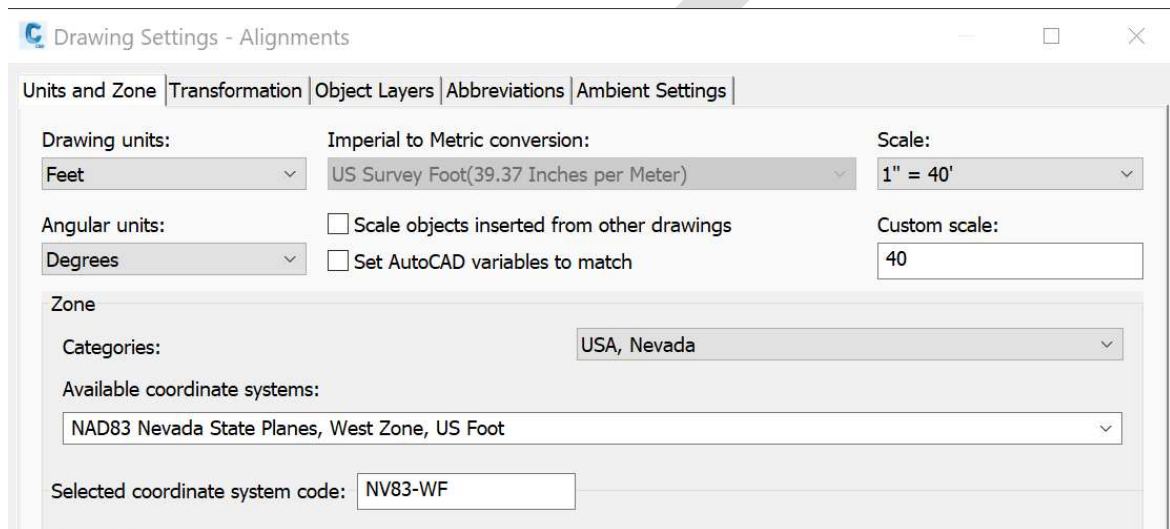 Drawing Settings - Alignments
Units and Zone Transformation Object Layers Abbreviations Ambient Settings
Drawing units: Imperial to Metric conversion: Scale:
Feet US Survey Foot(39.37 Inches per Meter) 1" = 40'
Angular units: Scale objects inserted from other drawings Custom scale:
Degrees Set AutoCAD variables to match 40
Zone
Categories: USA, Nevada
Available coordinate systems:
NAD83 Nevada State Planes, West Zone, US Foot
Selected coordinate system code: NV83-WF